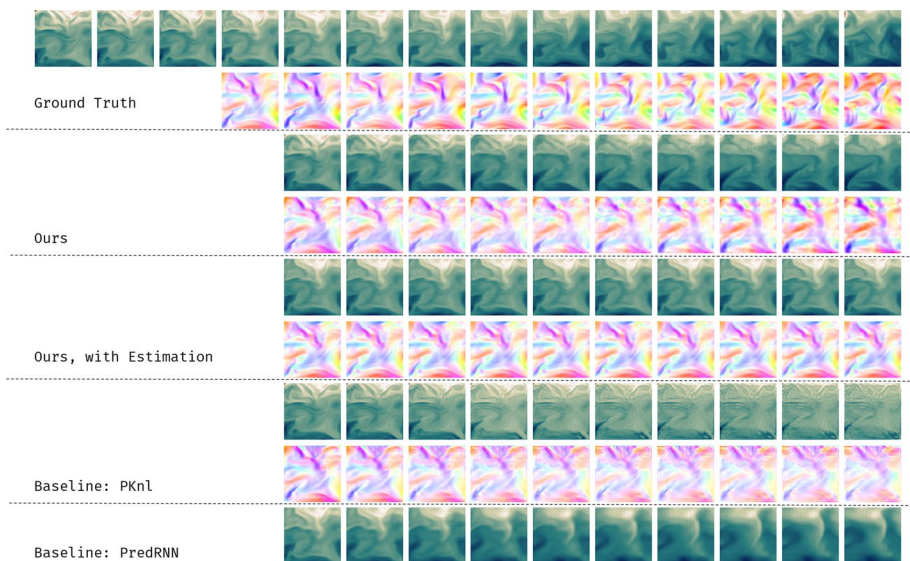 Ground Truth
Ours
Ours, with Estimation
Baseline: PKnl
Baseline: PredRNN